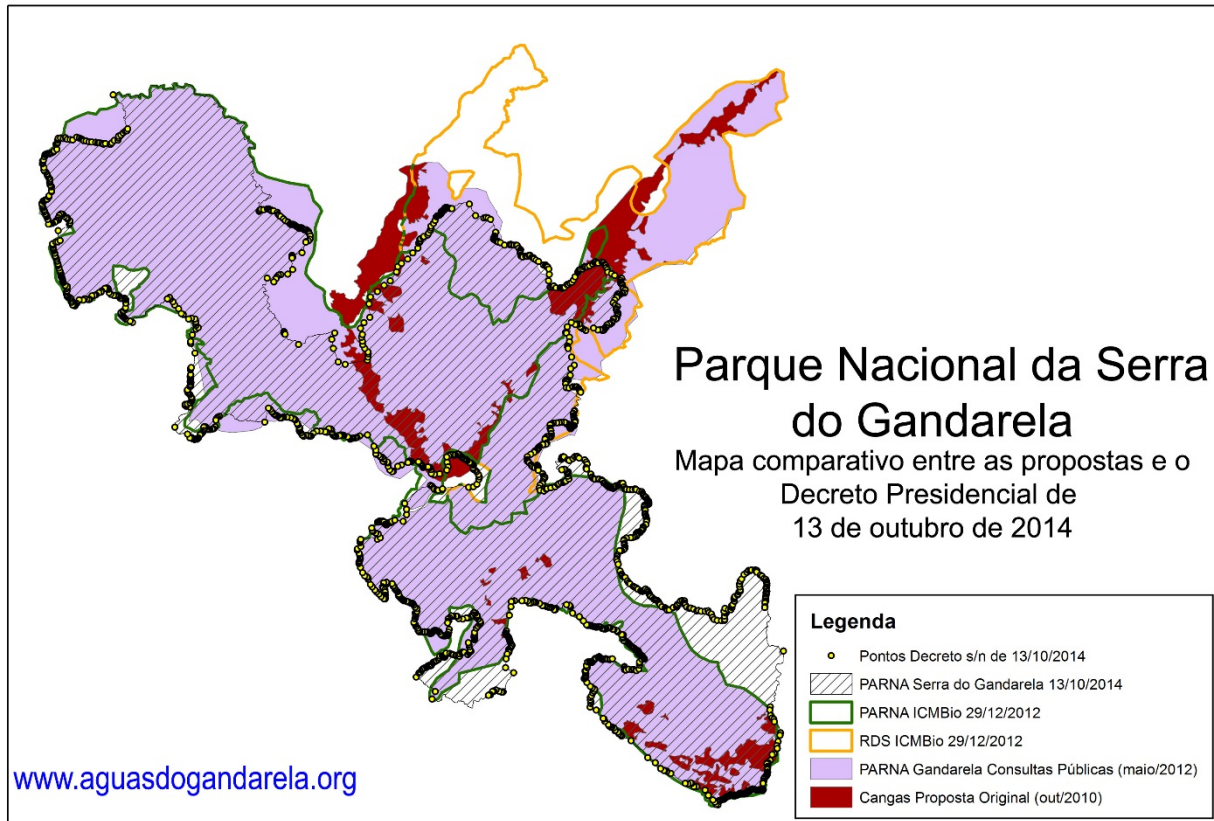 Parque Nacional da Serra
do Gandarela
Mapa comparativo entre as propostas e o
Decreto Presidencial de
13 de outubro de 2014
Legenda
Pontos Decreto s/n de 13/10/2014
PARNA Serra do Gandarela 13/10/2014
PARNA ICMBio 29/12/2012
RDS ICMBio 29/12/2012
PARNA Gandarela Consultas Públicas (maio/2012)
Cangas Proposta Original (out/2010)
www.aguasdogandarela.org